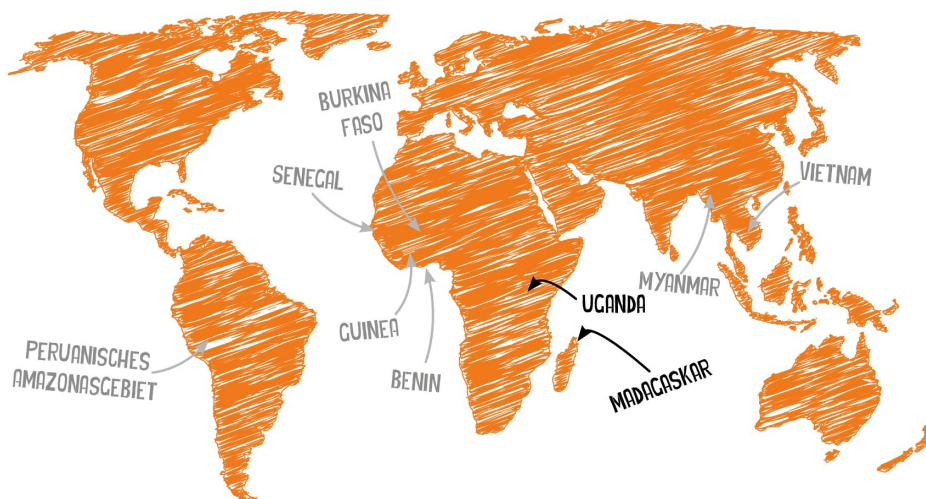 BURKINA
FASO
SENEGAL
VIETNAM
MYANMAR
UGANDA
GUINEA
PERUANISCHES
AMAZONASGEBIET
BENIN
MADAGASKAR